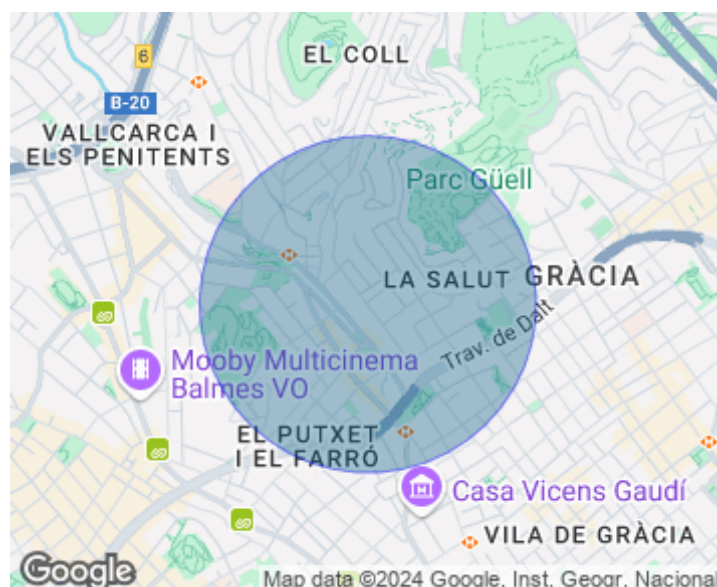 EL COLL
6
B-20
VALLCARCA I
ELS PENITENTS
Parc Güell
LA SALUT
GRÀCIA
Trav. de Dalt
Mooby Multicinema
Balmes VO
EL PUTXET
I EL FARRÓ
Casa Vicens Gaudí
VILA DE GRÀCIA
Google
Map data ©2024 Google, Inst. Geogr. Nacional